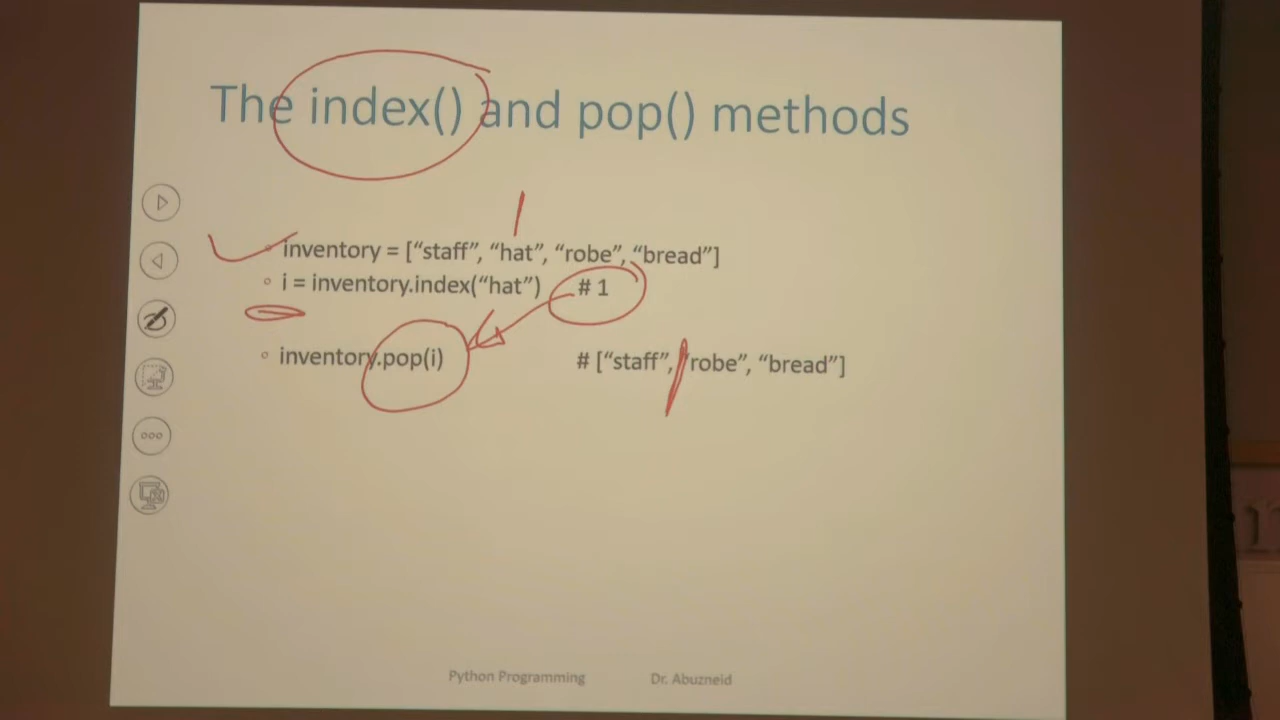 The index() and pop() methods
inventory = [“staff”, “hat”, “robe”, “bread”]
i = inventory.index(“hat”) # 1
inventory.pop(i) # [“staff”, “robe”, “bread”]
Python Programming Dr. Abuzneid